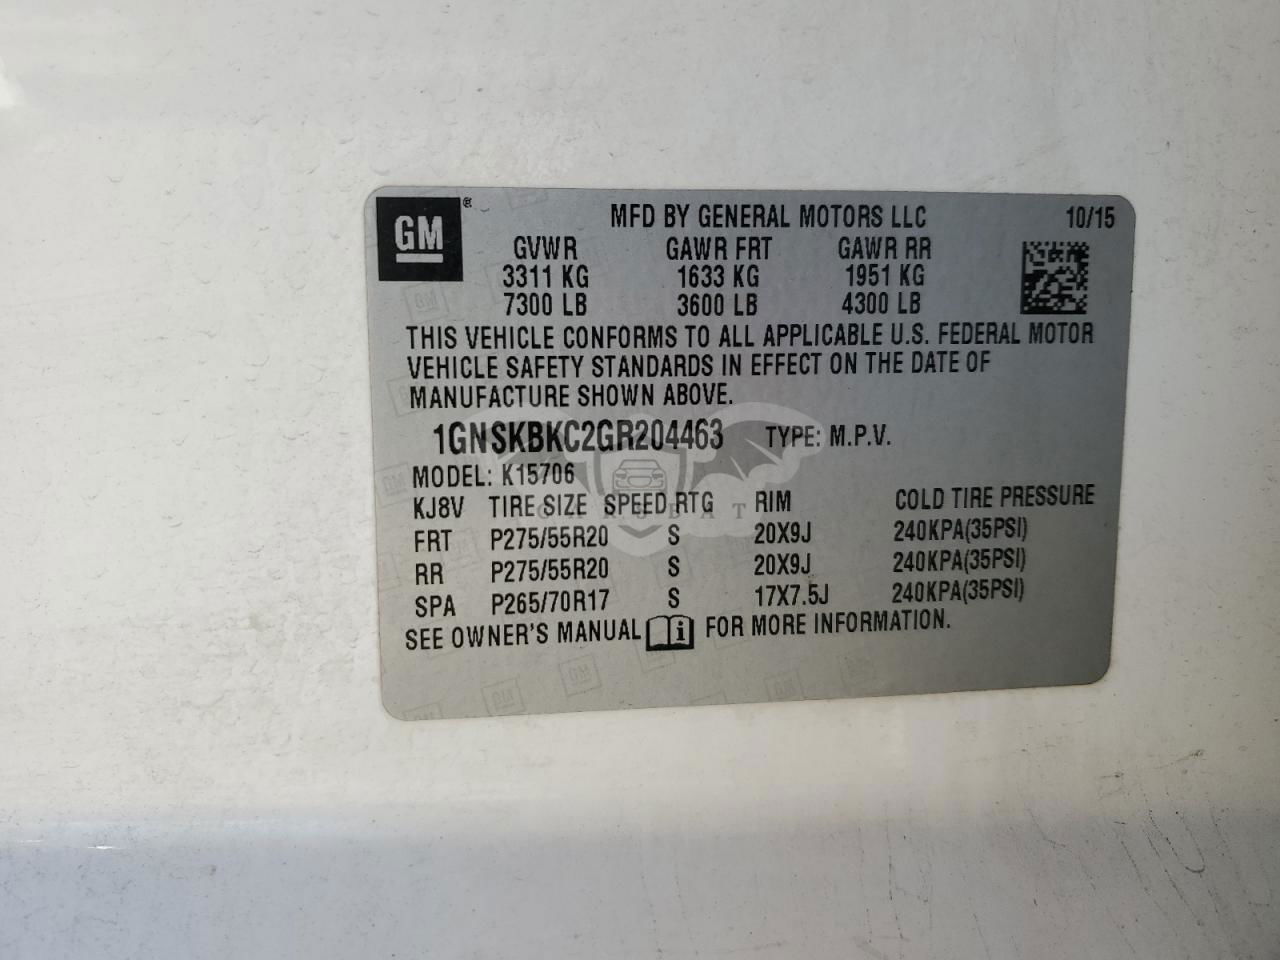 GM ® MFD BY GENERAL MOTORS LLC 10/15
GVWR GAWR FRT GAWR RR
3311 KG 1633 KG 1951 KG
7300 LB 3600 LB 4300 LB
THIS VEHICLE CONFORMS TO ALL APPLICABLE U.S. FEDERAL MOTOR
VEHICLE SAFETY STANDARDS IN EFFECT ON THE DATE OF
MANUFACTURE SHOWN ABOVE.
1GNSKBKC2GR204463 TYPE: M.P.V.
MODEL: K15706
KJ8V TIRE SIZE SPEED RTG RIM COLD TIRE PRESSURE
CARSBAT
FRT P275/55R20 S 20X9J 240KPA(35PSI)
RR P275/55R20 S 20X9J 240KPA(35PSI)
SPA P265/70R17 S 17X7.5J 240KPA(35PSI)
SEE OWNER'S MANUAL i FOR MORE INFORMATION.
GM GM